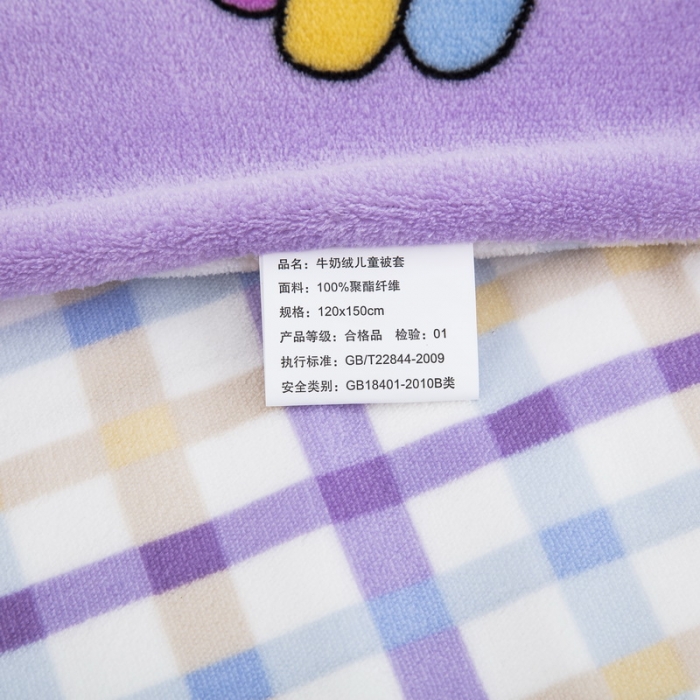 品名：牛奶绒儿童被套
面料：100%聚酯纤维
规格：120x150cm
产品等级：合格品 检验：01
执行标准：GB/T22844-2009
安全类别：GB18401-2010B类